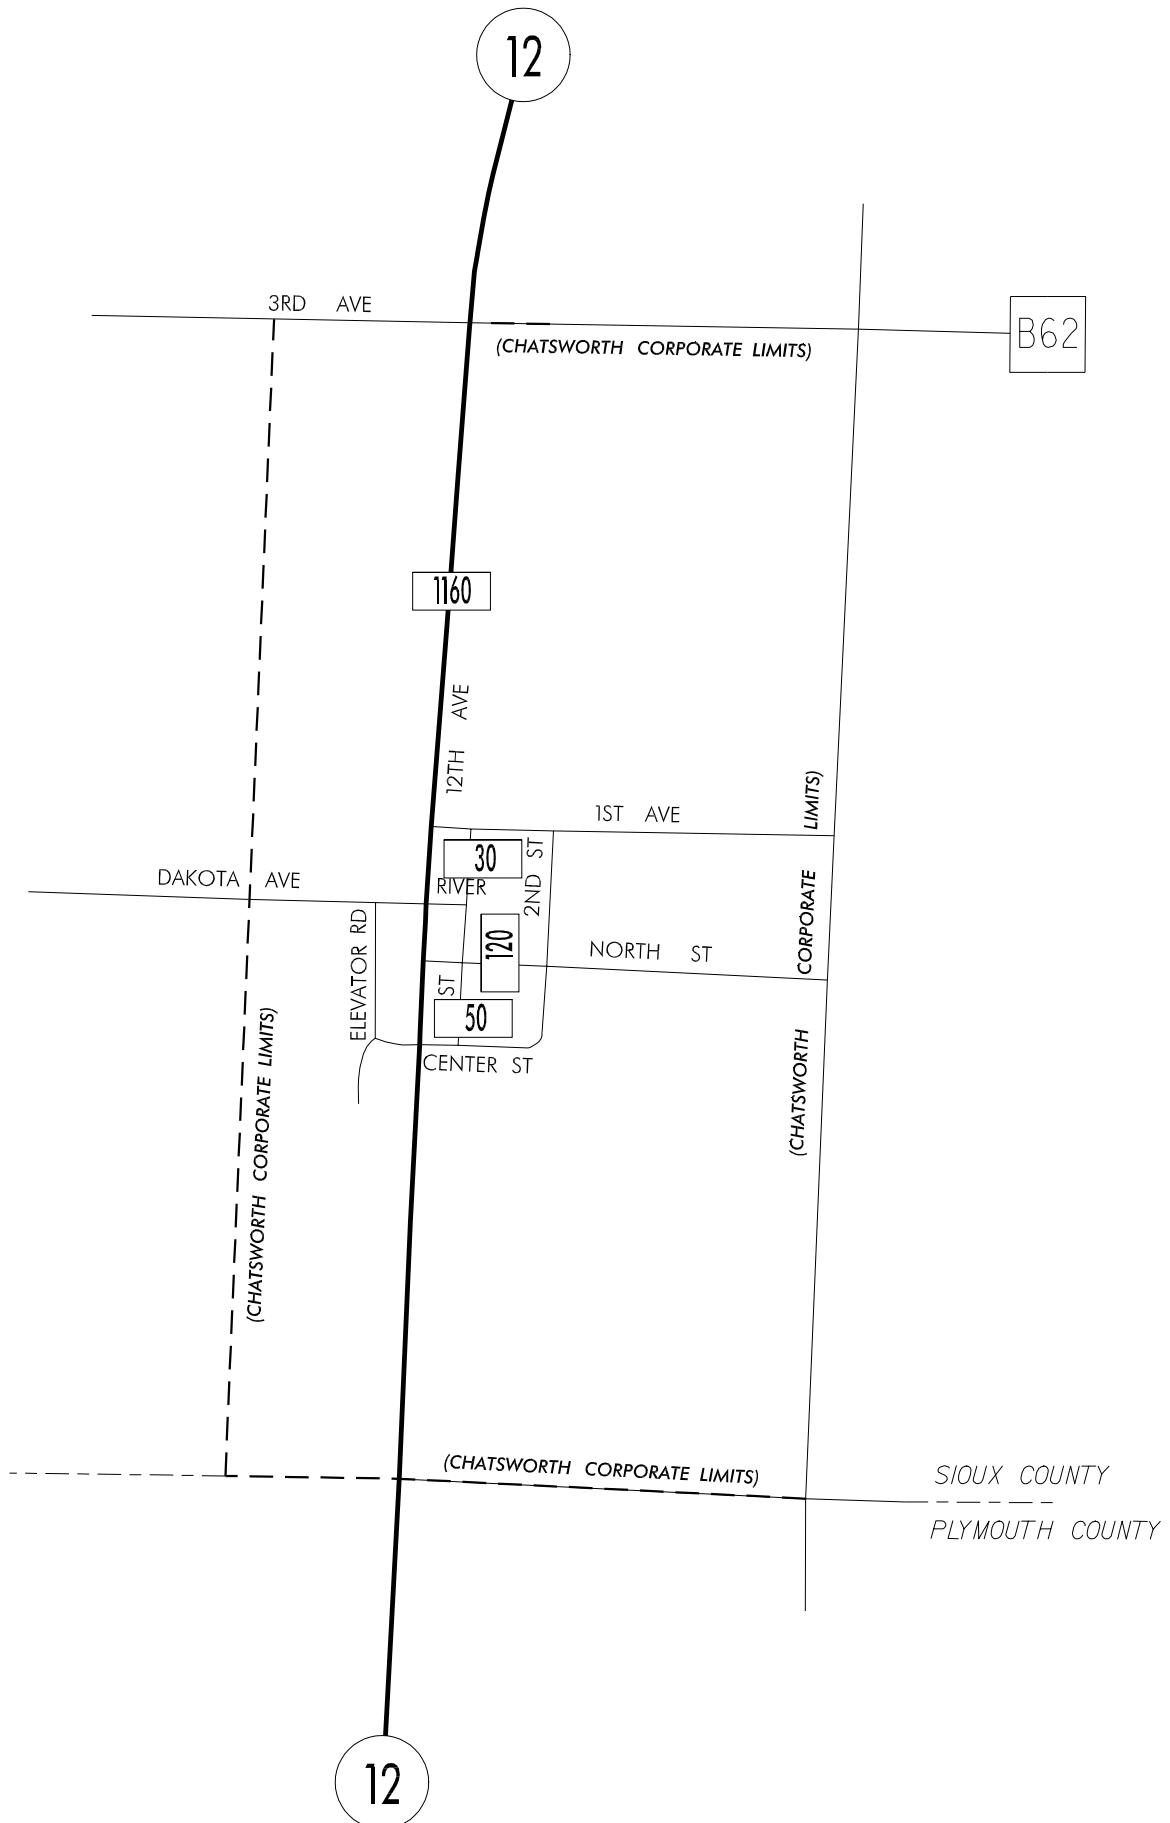 12
3RD AVE
B62
(CHATSWORTH CORPORATE LIMITS)
1160
12TH AVE
1ST AVE
(CHATSWORTH CORPORATE LIMITS)
30
2ND ST
DAKOTA AVE
RIVER ST
120
NORTH ST
ELEVATOR RD
50
CENTER ST
(CHATSWORTH CORPORATE LIMITS)
(CHATSWORTH CORPORATE LIMITS)
SIOUX COUNTY
PLYMOUTH COUNTY
12